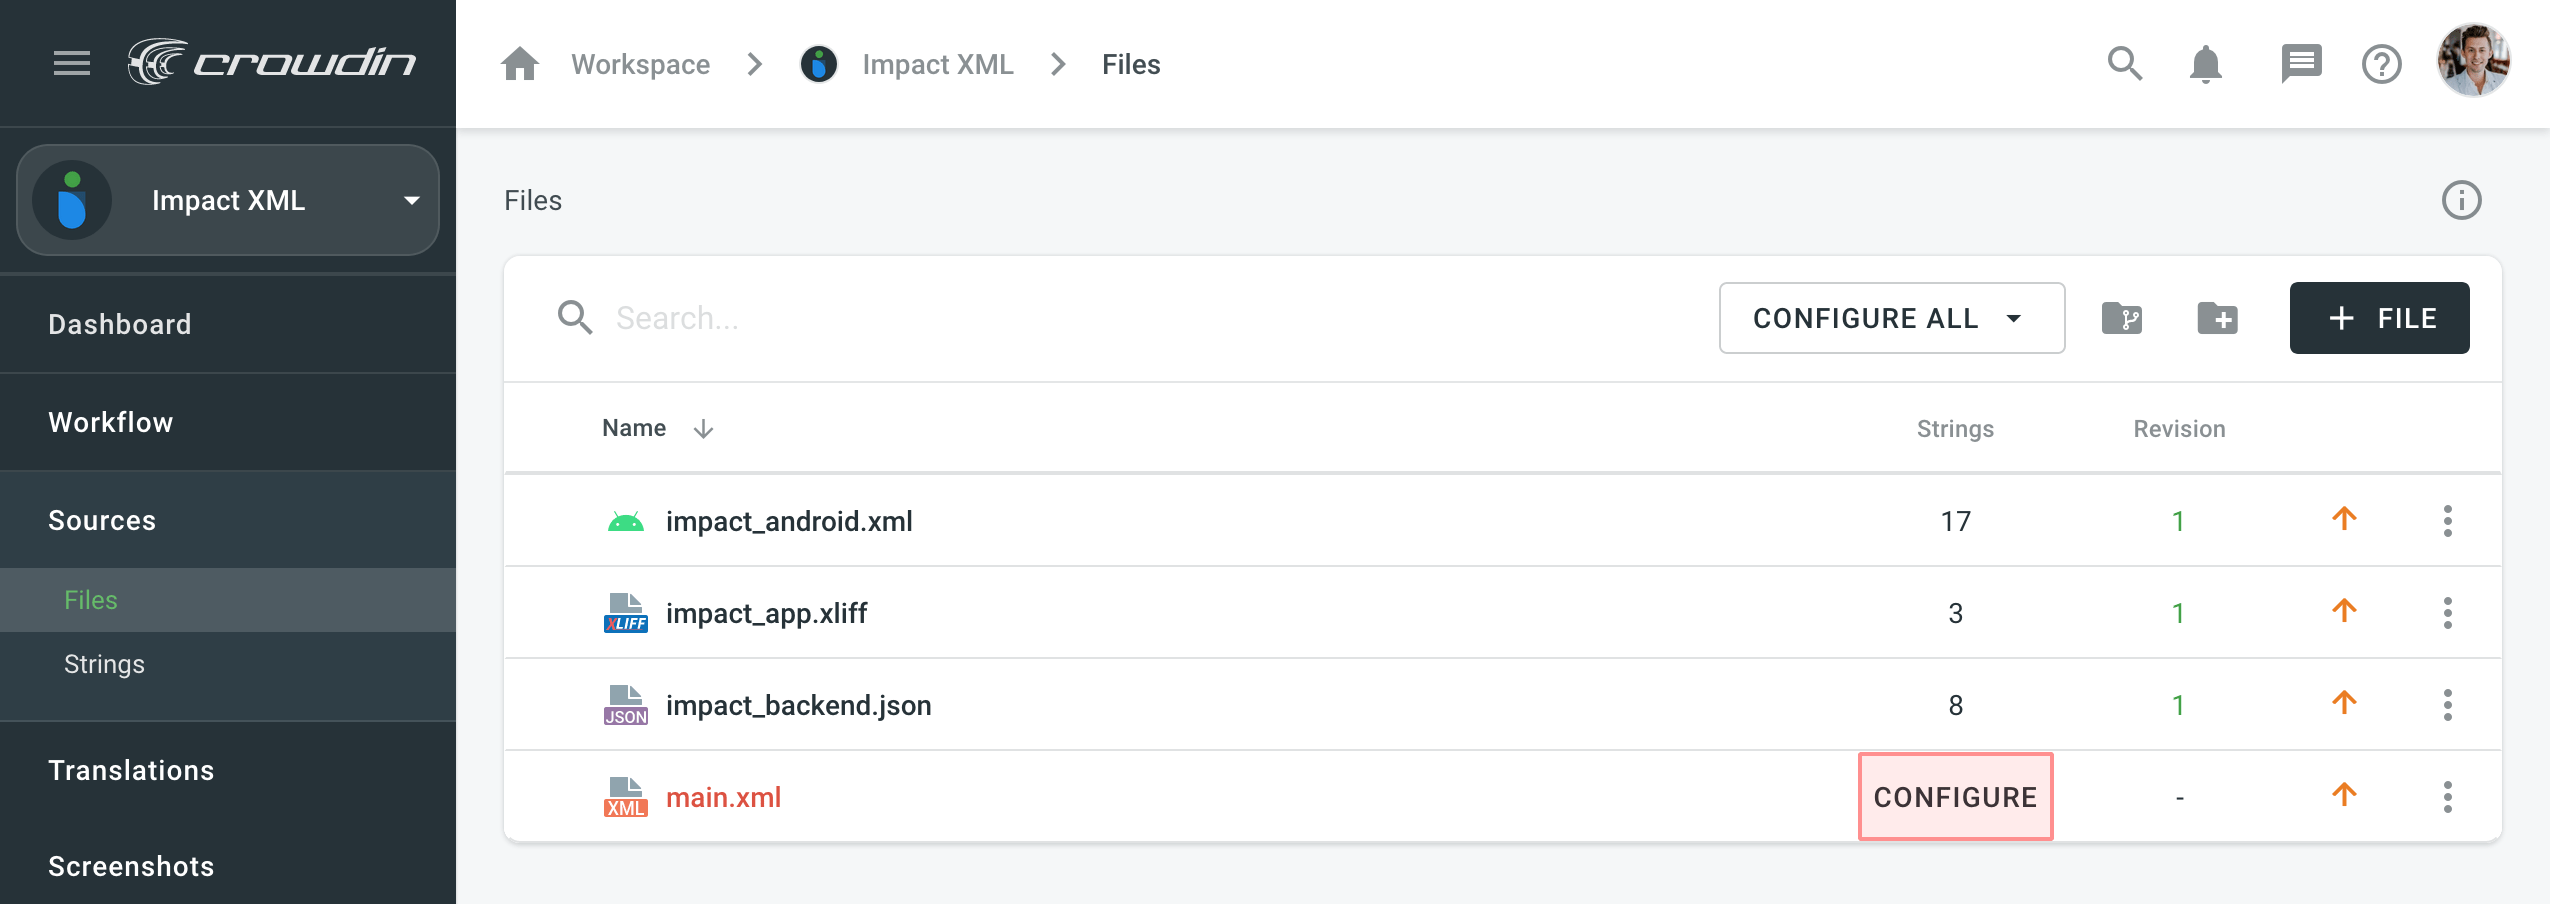 crowdin
Workspace > Impact XML > Files
Impact XML
Dashboard
Workflow
Sources
Files
Strings
Translations
Screenshots
Files
Search...
CONFIGURE ALL
+ FILE
Name Strings Revision
impact_android.xml 17 1
XLIFF impact_app.xliff 3 1
JSON impact_backend.json 8 1
XML main.xml CONFIGURE -